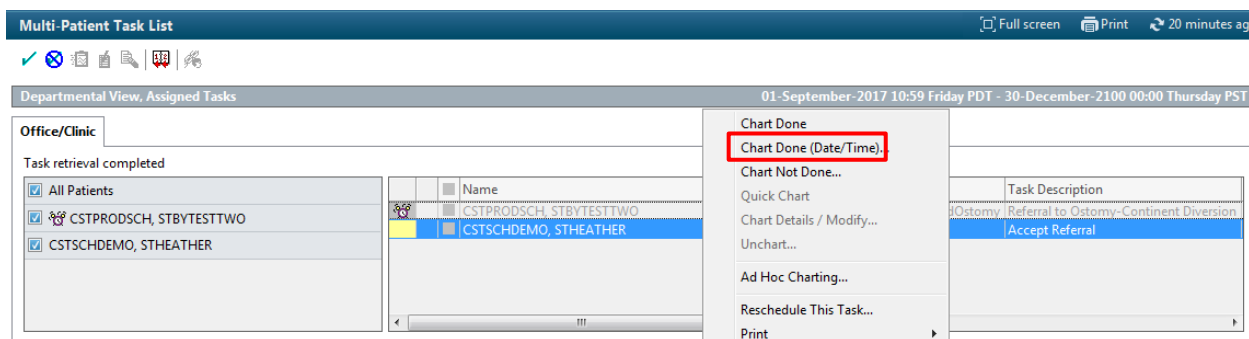 Multi-Patient Task List
Full screen Print 20 minutes ag
Departmental View, Assigned Tasks 01-September-2017 10:59 Friday PDT - 30-December-2100 00:00 Thursday PST
Office/Clinic
Task retrieval completed
All Patients
CSTPRODSCH, STBYTESTTWO
CSTSCHDEMO, STHEATHER
Name Task Description
CSTPRODSCH, STBYTESTTWO dOstomy Referral to Ostomy-Continent Diversion
CSTSCHDEMO, STHEATHER Accept Referral
Chart Done
Chart Done (Date/Time)...
Chart Not Done...
Quick Chart
Chart Details / Modify...
Unchart...
Ad Hoc Charting...
Reschedule This Task...
Print